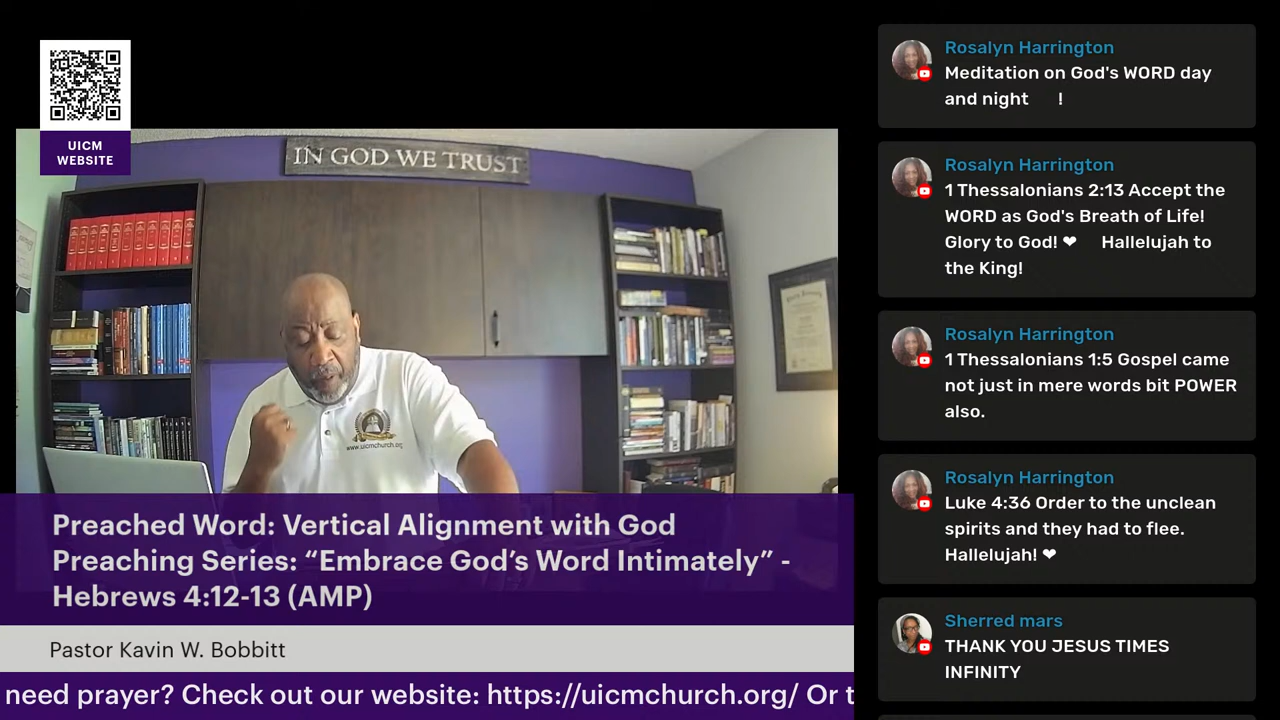 UICM
WEBSITE
IN GOD WE TRUST
www.uicmchurch.org
Preached Word: Vertical Alignment with God
Preaching Series: “Embrace God’s Word Intimately” -
Hebrews 4:12-13 (AMP)
Pastor Kavin W. Bobbitt
need prayer? Check out our website: https://uicmchurch.org/ Or t
Rosalyn Harrington
Meditation on God's WORD day
and night !
Rosalyn Harrington
1 Thessalonians 2:13 Accept the
WORD as God's Breath of Life!
Glory to God! ❤ Hallelujah to
the King!
Rosalyn Harrington
1 Thessalonians 1:5 Gospel came
not just in mere words bit POWER
also.
Rosalyn Harrington
Luke 4:36 Order to the unclean
spirits and they had to flee.
Hallelujah! ❤
Sherred mars
THANK YOU JESUS TIMES
INFINITY